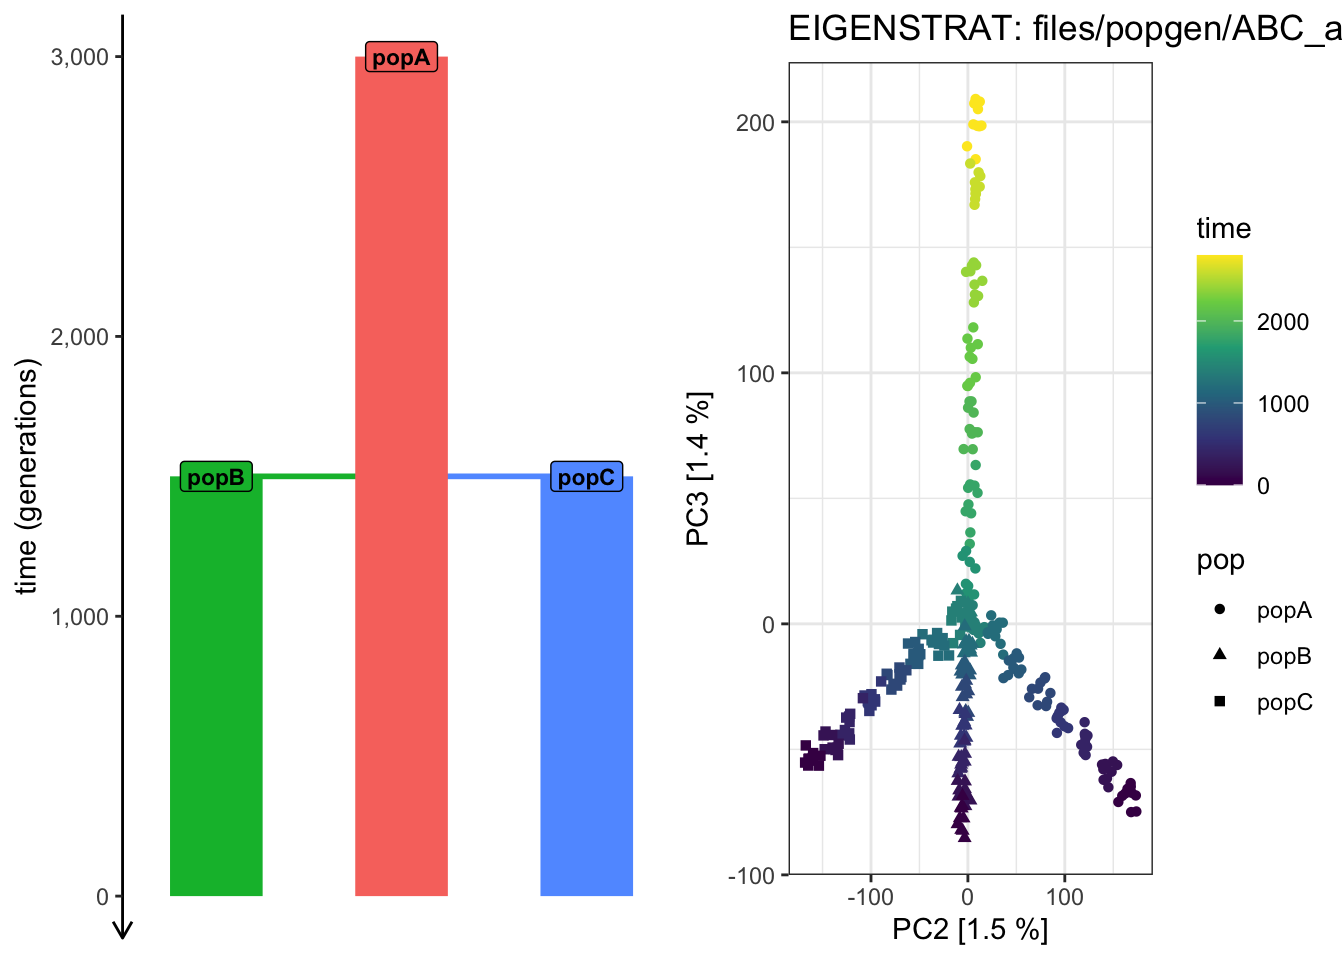 time (generations)
3,000
2,000
1,000
0
popA
popB
popC
EIGENSTRAT: files/popgen/ABC_a
PC3 [1.4 %]
200
100
0
-100
-100
0
100
PC2 [1.5 %]
time
2000
1000
0
pop
popA
popB
popC